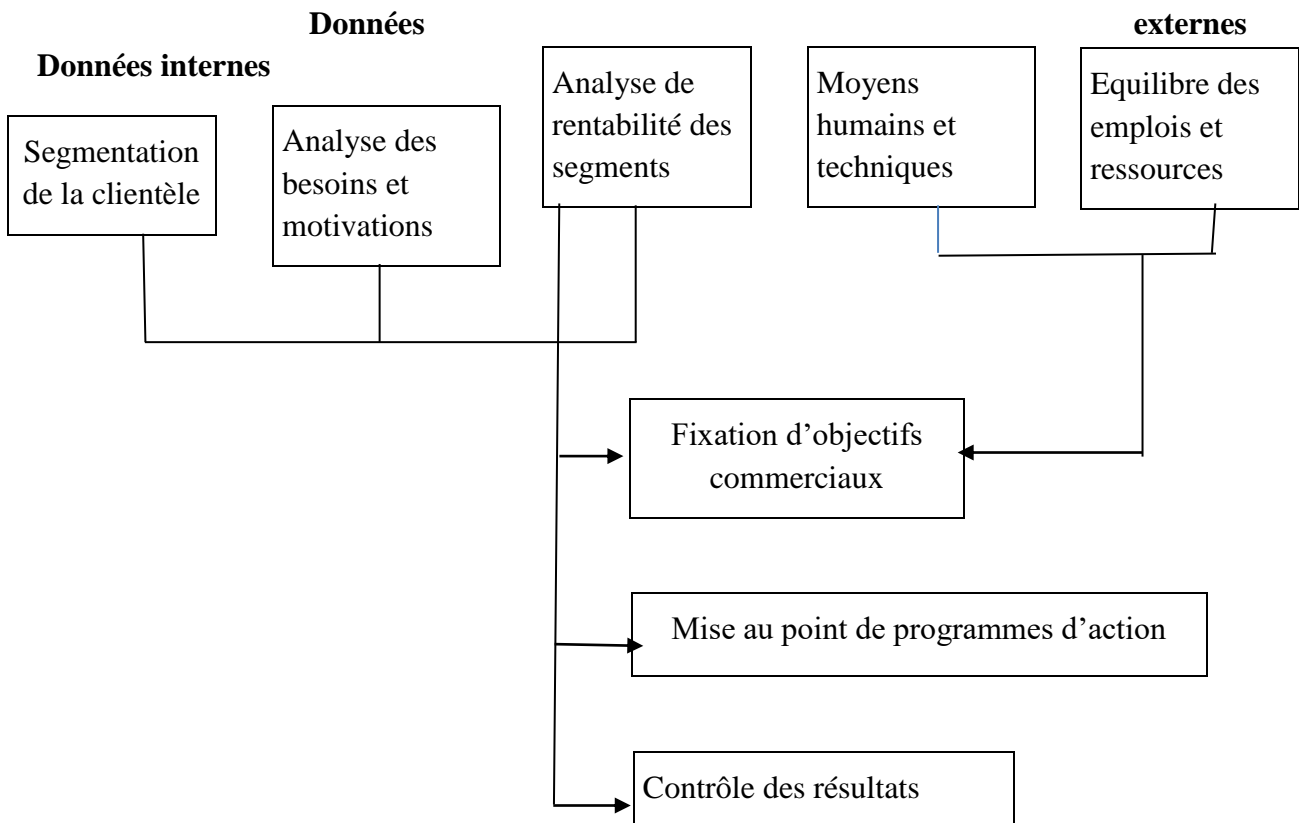 Données
externes
Données internes
Segmentation
de la clientèle
Analyse des
besoins et
motivations
Analyse de
rentabilité des
segments
Moyens
humains et
techniques
Equilibre des
emplois et
ressources
Fixation d’objectifs
commerciaux
Mise au point de programmes d’action
Contrôle des résultats